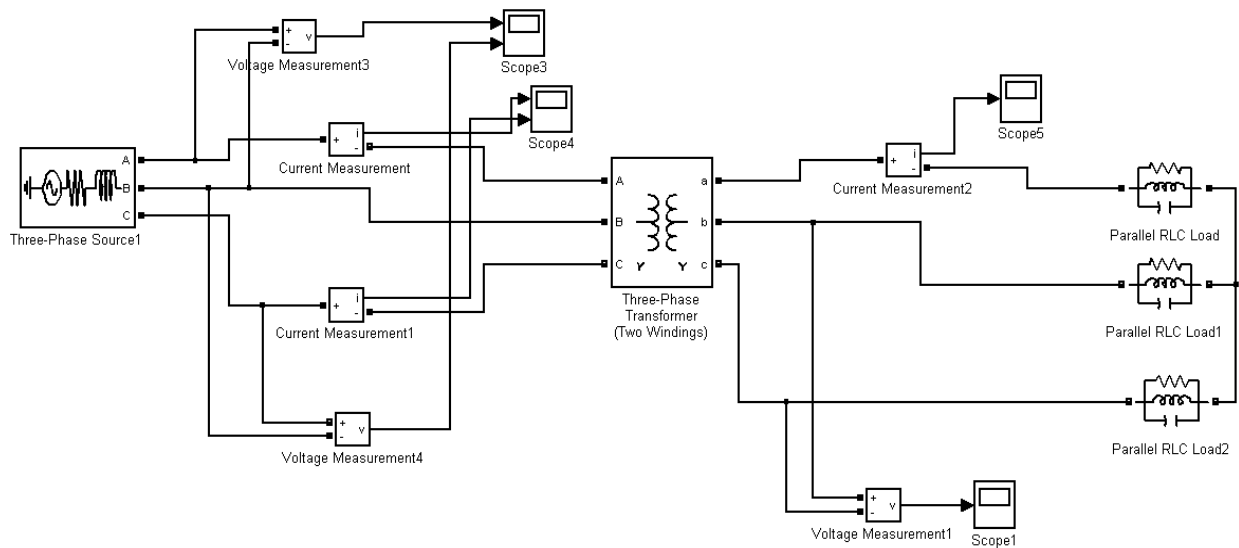 +
-
v
Voltage Measurement3
Scope3
+
i
-
Current Measurement
Scope4
A
B
C
Three-Phase Source1
+
i
-
Current Measurement1
+
-
v
Voltage Measurement4
A
B
C
a
b
c
Y
Y
Three-Phase
Transformer
(Two Windings)
+
i
-
Current Measurement2
Scope5
Parallel RLC Load
Parallel RLC Load1
Parallel RLC Load2
+
-
v
Voltage Measurement1
Scope1